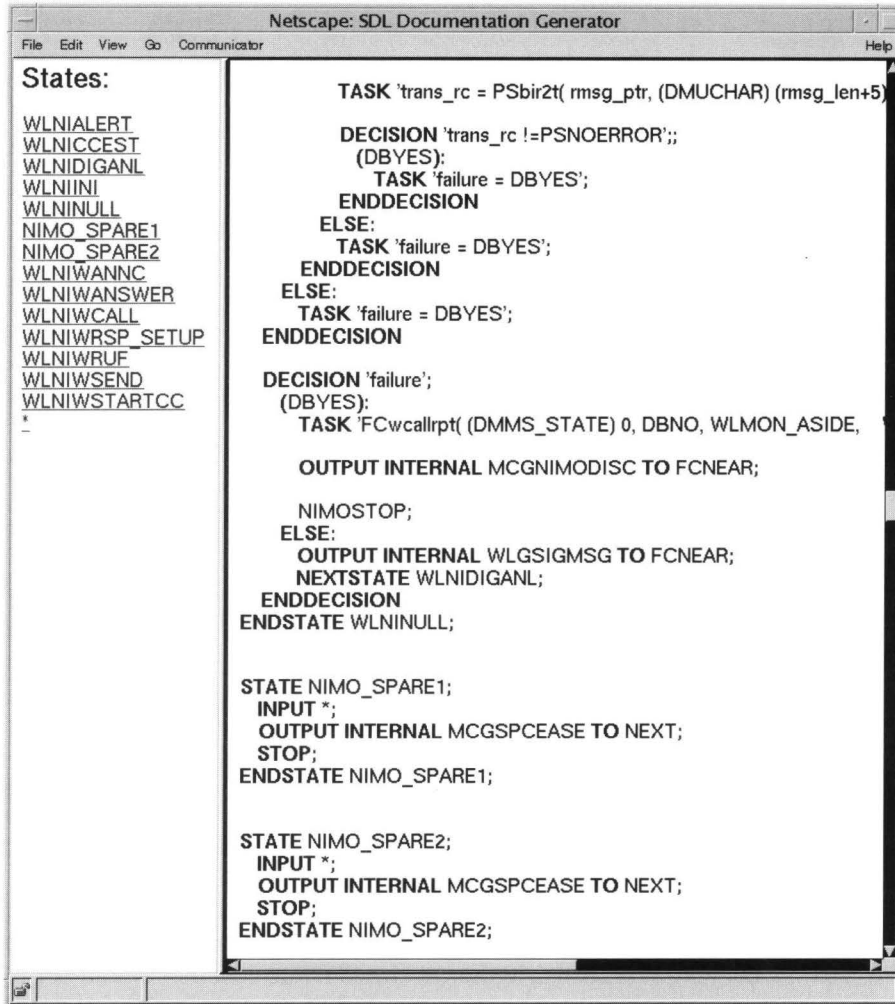 Netscape: SDL Documentation Generator
File Edit View Go Communicator Help
States:
WLNIALERT
WLNICCEST
WLNIDIGANL
WLNIINI
WLNINULL
NIMO_SPARE1
NIMO_SPARE2
WLNIWANNC
WLNIWANSWER
WLNIWCALL
WLNIWRSP_SETUP
WLNIWRUF
WLNIWSEND
WLNIWSTARTCC
*
TASK 'trans_rc = PSbir2t( rmsg_ptr, (DMUCHAR) (rmsg_len+5)
DECISION 'trans_rc !=PSNOERROR';;
(DBYES):
TASK 'failure = DBYES';
ENDDECISION
ELSE:
TASK 'failure = DBYES';
ENDDECISION
ELSE:
TASK 'failure = DBYES';
ENDDECISION
DECISION 'failure';
(DBYES):
TASK 'FCwcallrpt( (DMMS_STATE) 0, DBNO, WLMON_ASIDE,
OUTPUT INTERNAL MCGNIMODISC TO FCNEAR;
NIMOSTOP;
ELSE:
OUTPUT INTERNAL WLGSIGMSG TO FCNEAR;
NEXTSTATE WLNIDIGANL;
ENDDECISION
ENDSTATE WLNINULL;
STATE NIMO_SPARE1;
INPUT *;
OUTPUT INTERNAL MCGSPCEASE TO NEXT;
STOP;
ENDSTATE NIMO_SPARE1;
STATE NIMO_SPARE2;
INPUT *;
OUTPUT INTERNAL MCGSPCEASE TO NEXT;
STOP;
ENDSTATE NIMO_SPARE2;